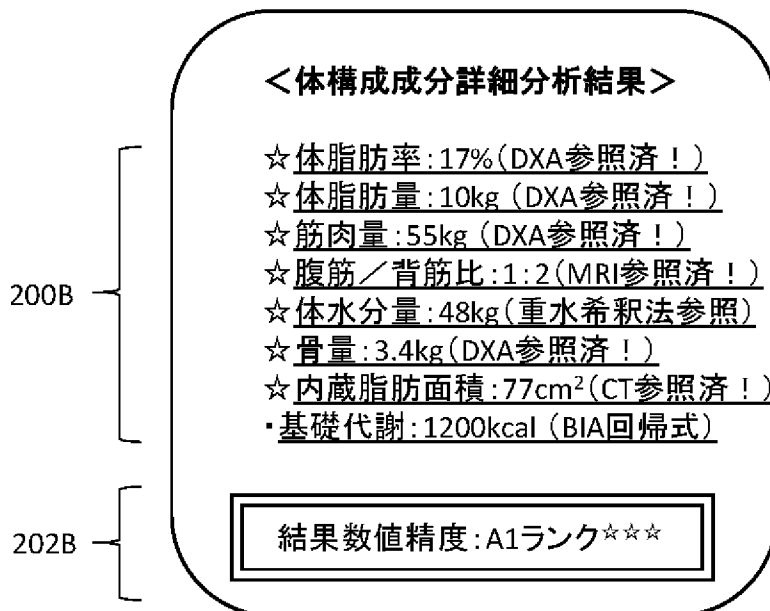 ＜体構成成分詳細分析結果＞
☆体脂肪率：17%（DXA参照済！）
☆体脂肪量：10kg（DXA参照済！）
☆筋肉量：55kg（DXA参照済！）
☆腹筋／背筋比：1：2（MRI参照済！）
200B
☆体水分量：48kg（重水希釈法参照）
☆骨量：3.4kg（DXA参照済！）
☆内蔵脂肪面積：77cm²（CT参照済！）
・基礎代謝：1200kcal（BIA回帰式）
202B
結果数値精度：A1ランク☆☆☆